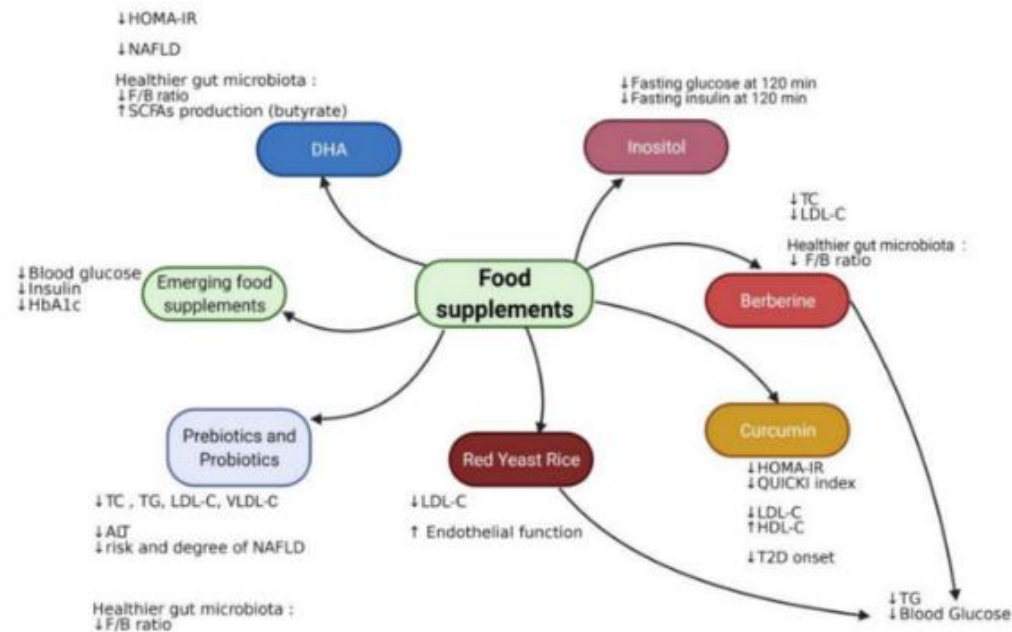 ↓HOMA-IR
↓NAFLD
Healthier gut microbiota :
↓F/B ratio
↑SCFAs production (butyrate)
DHA
↓Fasting glucose at 120 min
↓Fasting insulin at 120 min
Inositol
↓TC
↓LDL-C
Healthier gut microbiota :
↓ F/B ratio
Berberine
Food
supplements
↓Blood glucose
↓Insulin
↓HbA1c
Emerging food
supplements
Prebiotics and
Probiotics
↓TC , TG, LDL-C, VLDL-C
↓ALT
↓risk and degree of NAFLD
Healthier gut microbiota :
↓F/B ratio
Red Yeast Rice
↓LDL-C
↑ Endothelial function
Curcumin
↓HOMA-IR
↓QUICKI index
↓LDL-C
↑HDL-C
↓T2D onset
↓TG
↓Blood Glucose